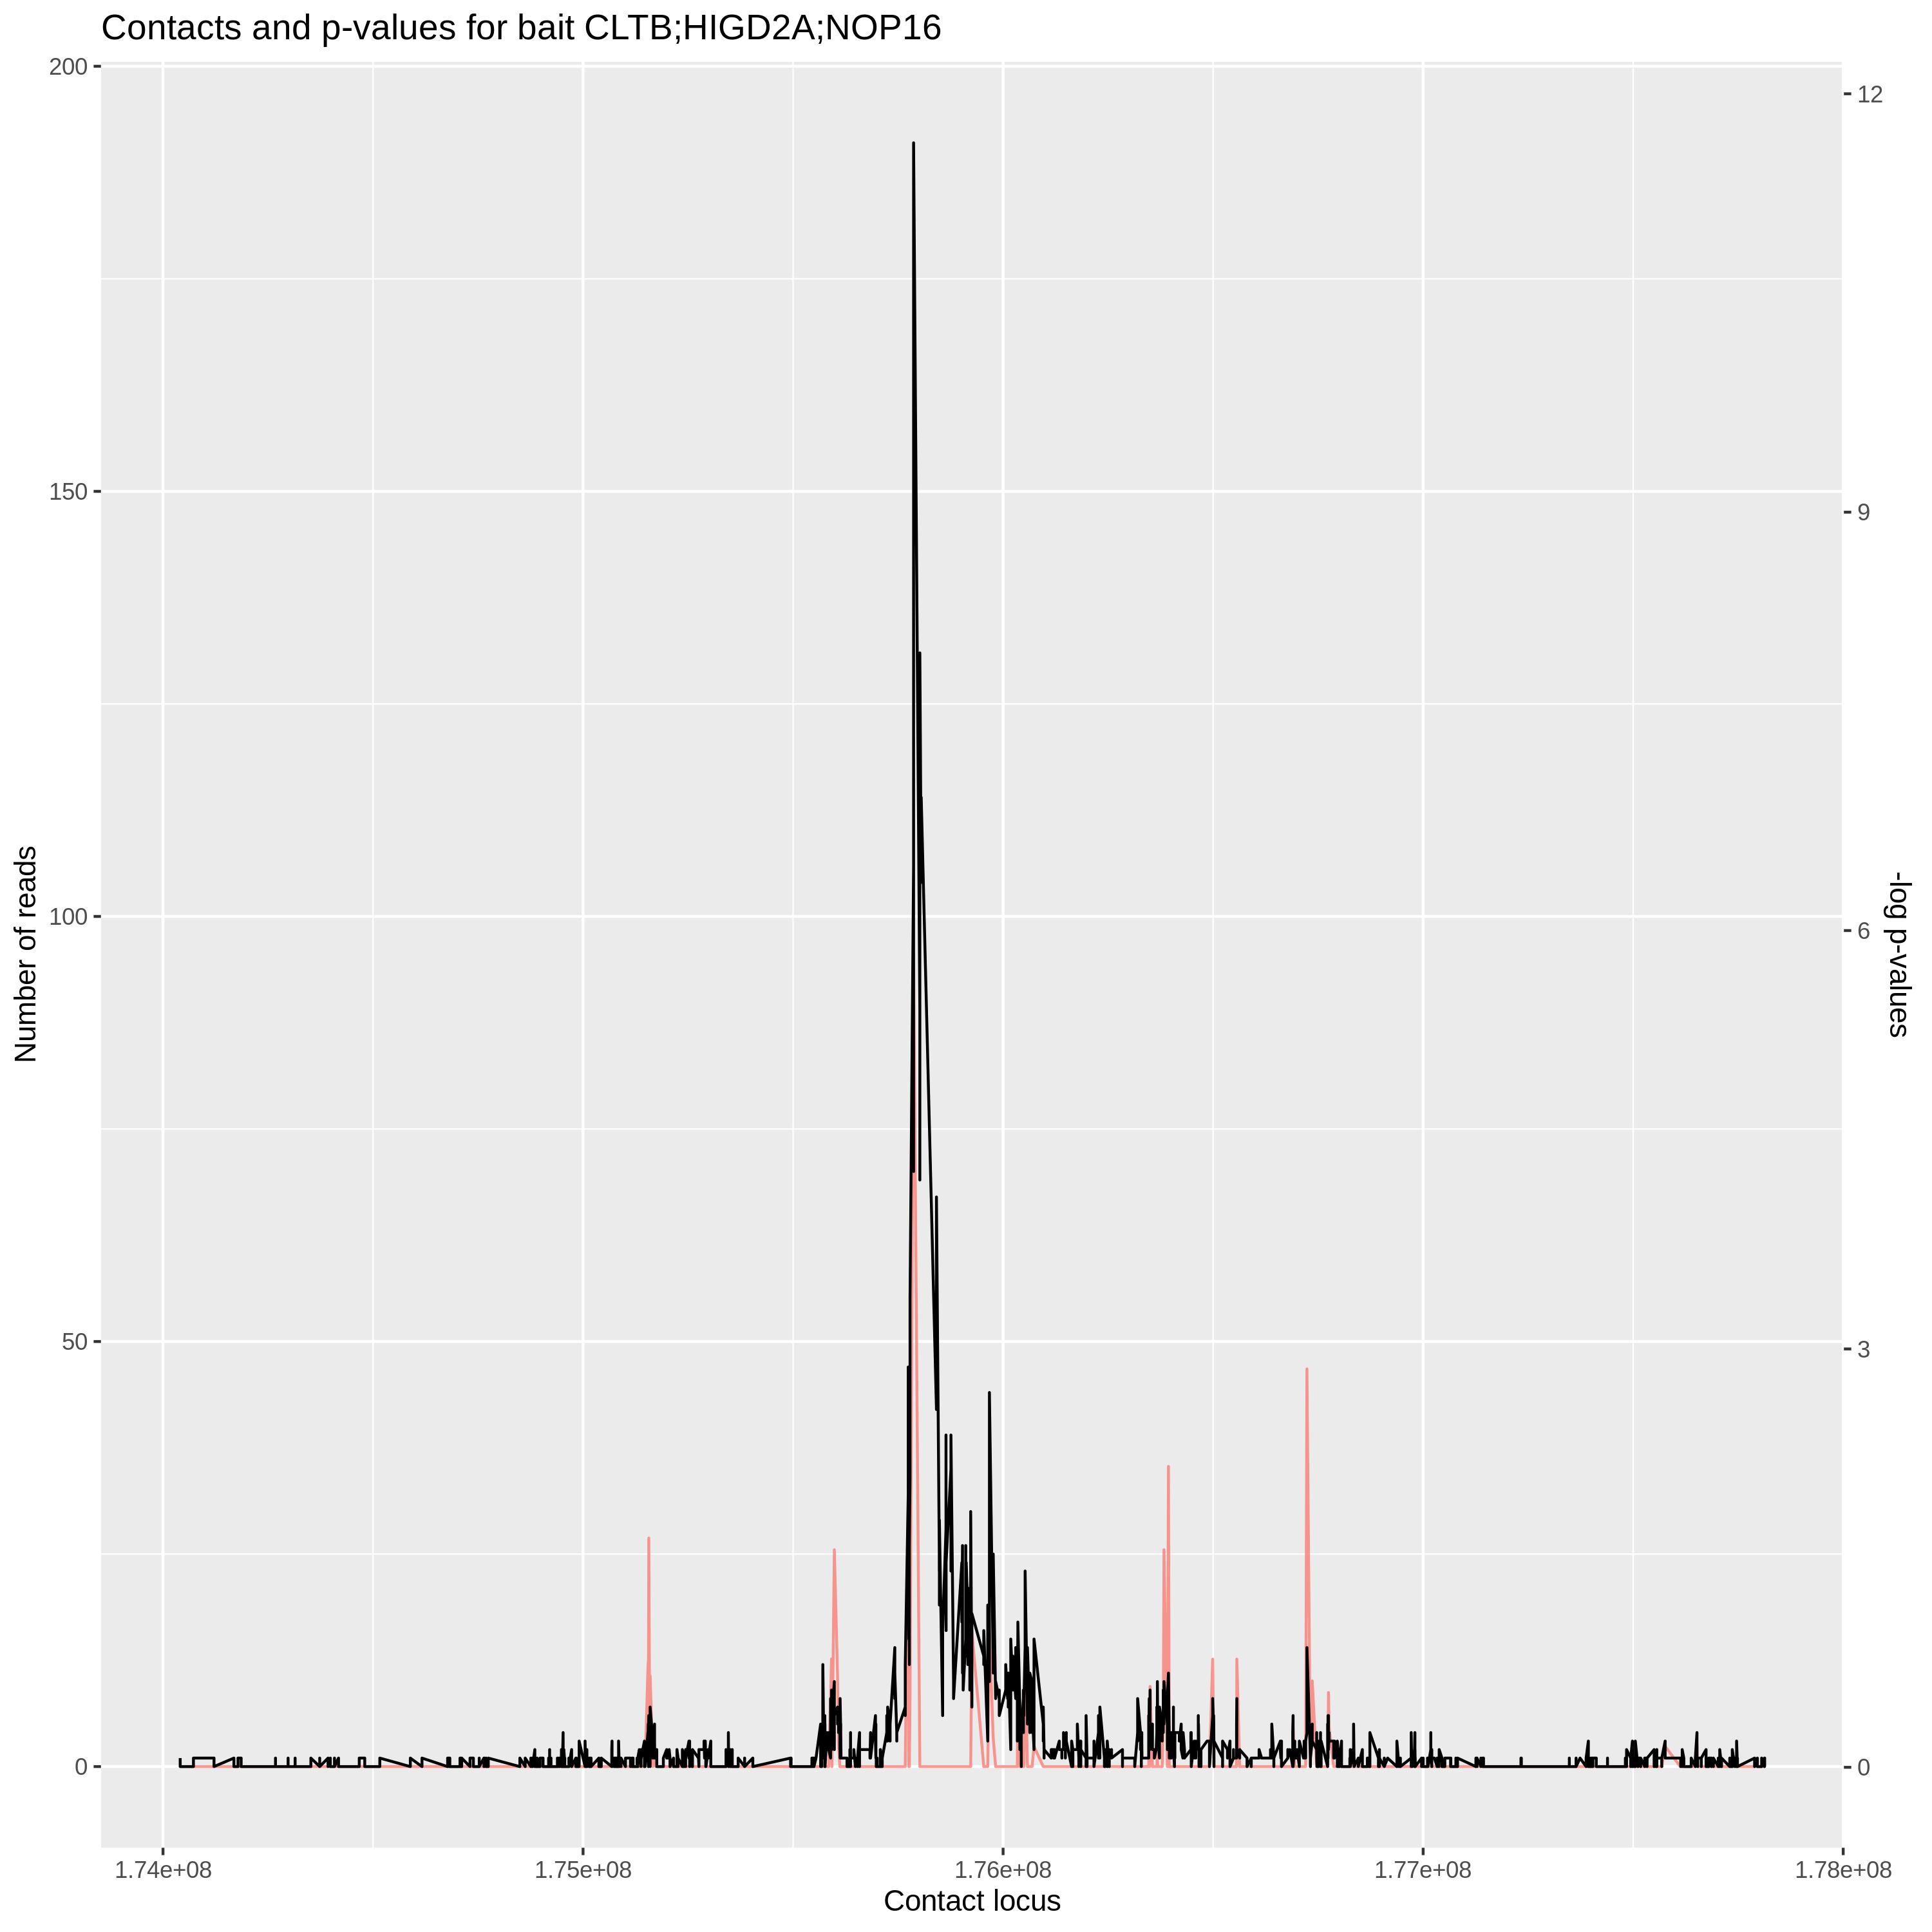 Contacts and p-values for bait CLTB;HIGD2A;NOP16
200
150
100
50
0
Number of reads
12
9
6
3
0
-log p-values
1.74e+08
1.75e+08
1.76e+08
1.77e+08
1.78e+08
Contact locus